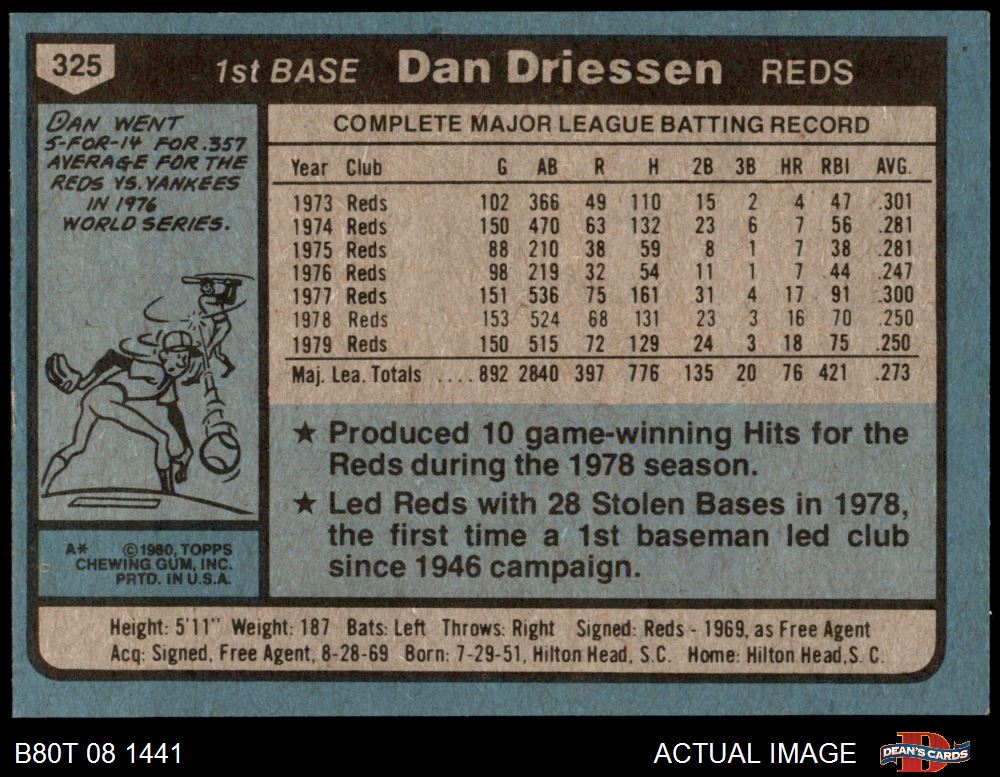 325 1st BASE Dan Driessen REDS
DAN WENT
5-FOR-14 FOR .357
AVERAGE FOR THE
REDS VS. YANKEES
IN 1976
WORLD SERIES.
COMPLETE MAJOR LEAGUE BATTING RECORD
Year Club G AB R H 2B 3B HR RBI AVG.
1973 Reds 102 366 49 110 15 2 4 47 .301
1974 Reds 150 470 63 132 23 6 7 56 .281
1975 Reds 88 210 38 59 8 1 7 38 .281
1976 Reds 98 219 32 54 11 1 7 44 .247
1977 Reds 151 536 75 161 31 4 17 91 .300
1978 Reds 153 524 68 131 23 3 16 70 .250
1979 Reds 150 515 72 129 24 3 18 75 .250
Maj. Lea. Totals ....892 2840 397 776 135 20 76 421 .273
★ Produced 10 game-winning Hits for the
Reds during the 1978 season.
★ Led Reds with 28 Stolen Bases in 1978,
the first time a 1st baseman led club
since 1946 campaign.
A* ©1980, TOPPS
CHEWING GUM, INC.
PRTD. IN U.S.A.
Height: 5'11" Weight: 187 Bats: Left Throws: Right Signed: Reds - 1969, as Free Agent
Acq: Signed, Free Agent, 8-28-69 Born: 7-29-51, Hilton Head, S.C. Home: Hilton Head, S. C.
B80T 08 1441 ACTUAL IMAGE DEAN'S CARDS